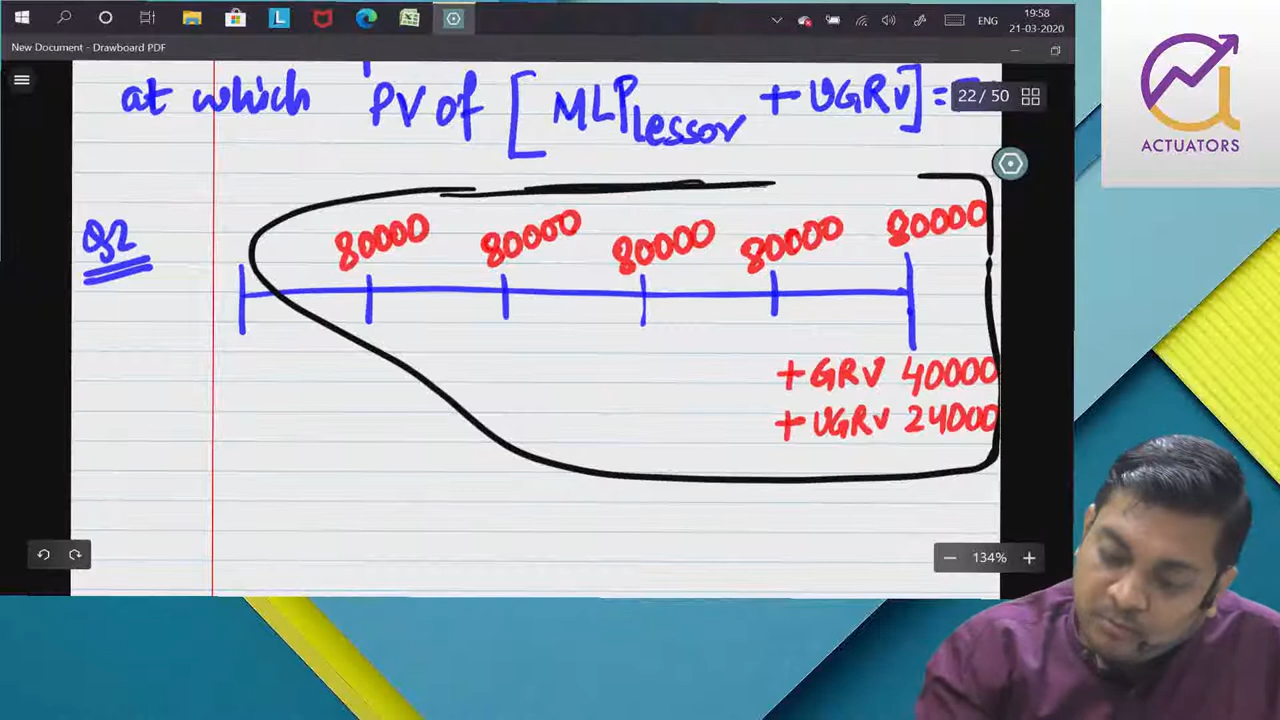 19:58
ENG
21-03-2020
New Document - Drawboard PDF
at which PV of [ MLP lessor + UGRV ] =
22 / 50
ACTUATORS
Q2
80000 80000 80000 80000 80000
+ GRV 40000
+ UGRV 24000
134%